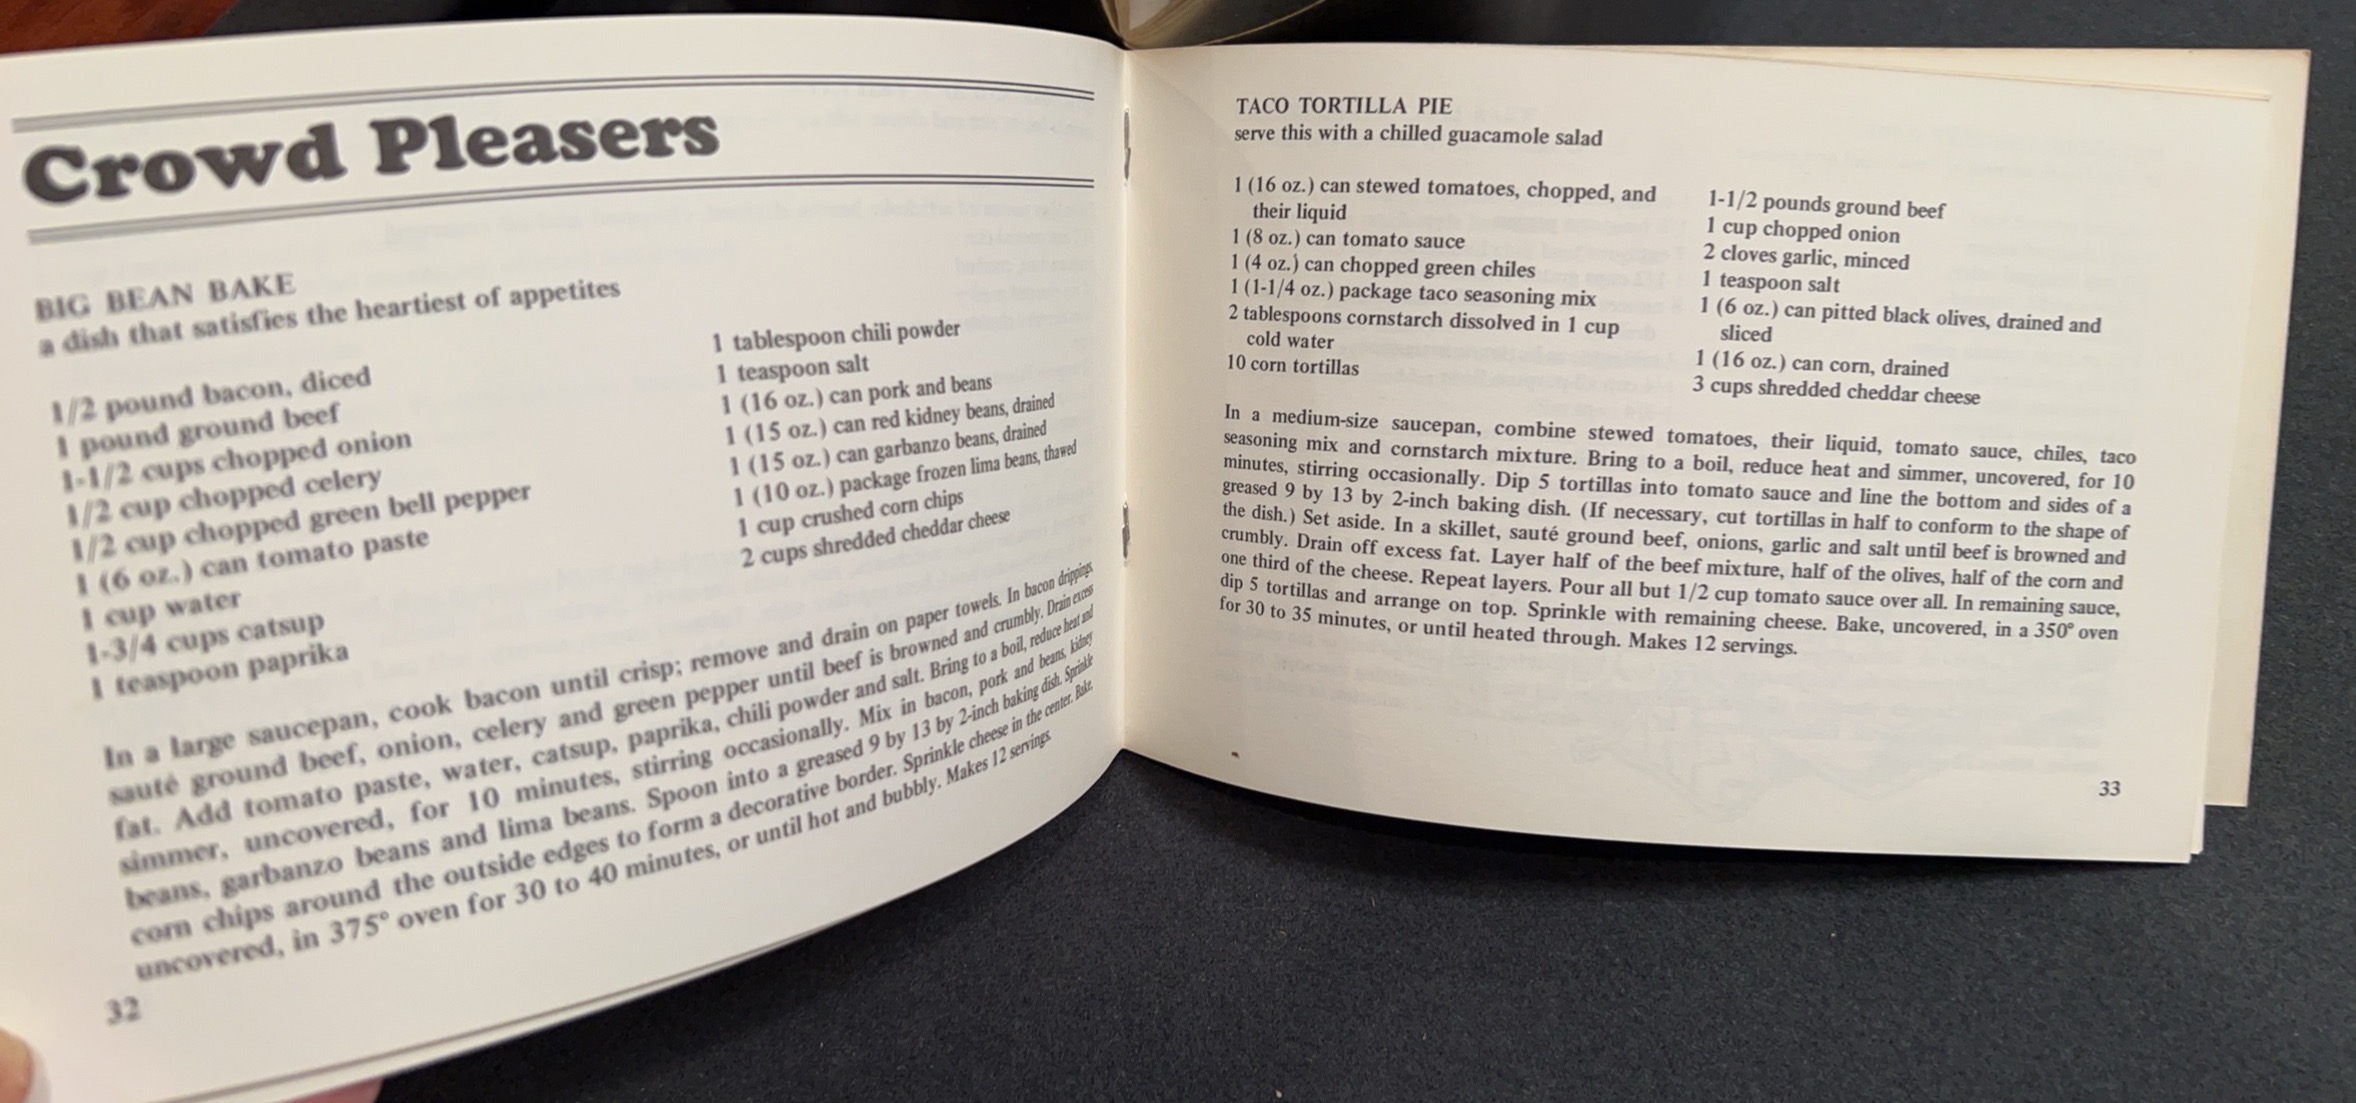 Crowd Pleasers
BIG BEAN BAKE
a dish that satisfies the heartiest of appetites
1/2 pound bacon, diced
1 pound ground beef
1-1/2 cups chopped onion
1/2 cup chopped celery
1/2 cup chopped green bell pepper
1 (6 oz.) can tomato paste
1 cup water
1-3/4 cups catsup
1 teaspoon paprika
1 tablespoon chili powder
1 teaspoon salt
1 (16 oz.) can pork and beans
1 (15 oz.) can red kidney beans, drained
1 (15 oz.) can garbanzo beans, drained
1 (10 oz.) package frozen lima beans, thawed
1 cup crushed corn chips
2 cups shredded cheddar cheese
In a large saucepan, cook bacon until crisp; remove and drain on paper towels. In bacon drippings,
sauté ground beef, onion, celery and green pepper until beef is browned and crumbly. Drain excess
fat. Add tomato paste, water, catsup, paprika, chili powder and salt. Bring to a boil, reduce heat and
simmer, uncovered, for 10 minutes, stirring occasionally. Mix in bacon, pork and beans, kidney
beans, garbanzo beans and lima beans. Spoon into a greased 9 by 13 by 2-inch baking dish. Sprinkle
corn chips around the outside edges to form a decorative border. Sprinkle cheese in the center. Bake,
uncovered, in 375° oven for 30 to 40 minutes, or until hot and bubbly. Makes 12 servings.
32
TACO TORTILLA PIE
serve this with a chilled guacamole salad
1 (16 oz.) can stewed tomatoes, chopped, and
their liquid
1 (8 oz.) can tomato sauce
1 (4 oz.) can chopped green chiles
1 (1-1/4 oz.) package taco seasoning mix
2 tablespoons cornstarch dissolved in 1 cup
cold water
10 corn tortillas
1-1/2 pounds ground beef
1 cup chopped onion
2 cloves garlic, minced
1 teaspoon salt
1 (6 oz.) can pitted black olives, drained and
sliced
1 (16 oz.) can corn, drained
3 cups shredded cheddar cheese
In a medium-size saucepan, combine stewed tomatoes, their liquid, tomato sauce, chiles, taco
seasoning mix and cornstarch mixture. Bring to a boil, reduce heat and simmer, uncovered, for 10
minutes, stirring occasionally. Dip 5 tortillas into tomato sauce and line the bottom and sides of a
greased 9 by 13 by 2-inch baking dish. (If necessary, cut tortillas in half to conform to the shape of
the dish.) Set aside. In a skillet, sauté ground beef, onions, garlic and salt until beef is browned and
crumbly. Drain off excess fat. Layer half of the beef mixture, half of the olives, half of the corn and
one third of the cheese. Repeat layers. Pour all but 1/2 cup tomato sauce over all. In remaining sauce,
dip 5 tortillas and arrange on top. Sprinkle with remaining cheese. Bake, uncovered, in a 350° oven
for 30 to 35 minutes, or until heated through. Makes 12 servings.
33